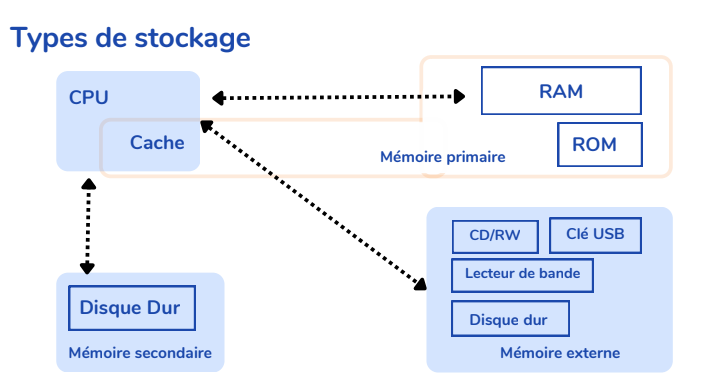 Types de stockage
CPU
Cache
RAM
ROM
Mémoire primaire
Disque Dur
Mémoire secondaire
CD/RW
Clé USB
Lecteur de bande
Disque dur
Mémoire externe